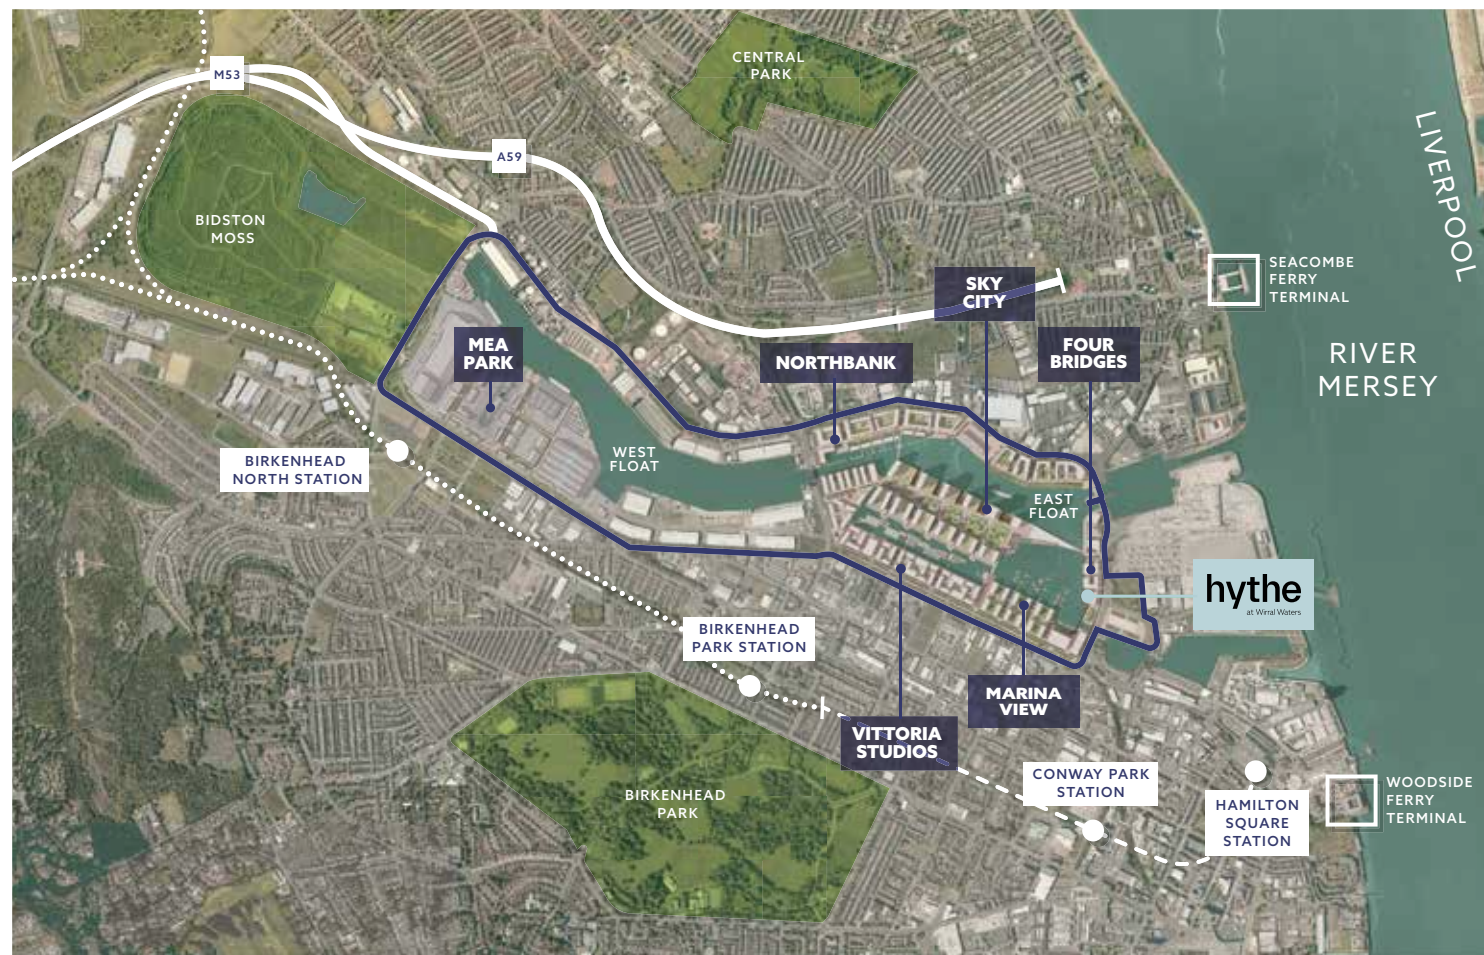 CENTRAL
PARK
M53
A59
LIVERPOOL
BIDSTON
MOSS
SEACOMBE
FERRY
TERMINAL
SKY
CITY
MEA
PARK
NORTHBANK
FOUR
BRIDGES
RIVER
MERSEY
BIRKENHEAD
NORTH STATION
WEST
FLOAT
EAST
FLOAT
hythe
at Wirral Waters
BIRKENHEAD
PARK STATION
MARINA
VIEW
VITTORIA
STUDIOS
CONWAY PARK
STATION
BIRKENHEAD
PARK
HAMILTON
SQUARE
STATION
WOODSIDE
FERRY
TERMINAL